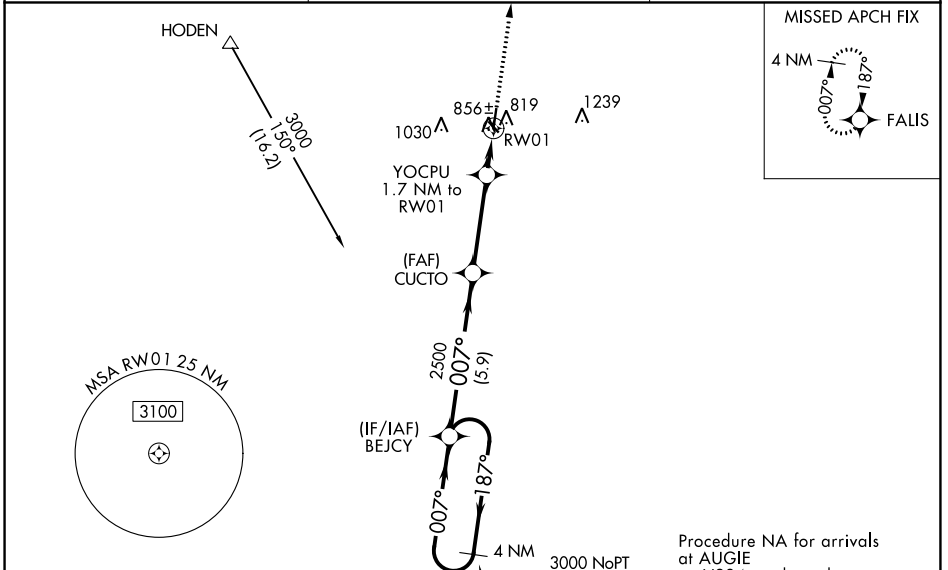 MISSED APCH FIX
4 NM
007°
187°
FALIS
HODEN
3000
150°
(16.2)
856±
819
1239
1030
RW01
YOCPU
1.7 NM to
RW01
(FAF)
CUCTO
2500
007°
(5.9)
MSA RW01 25 NM
3100
(IF/IAF)
BEJCY
007°
187°
4 NM
3000 NoPT
Procedure NA for arrivals
at AUGIE